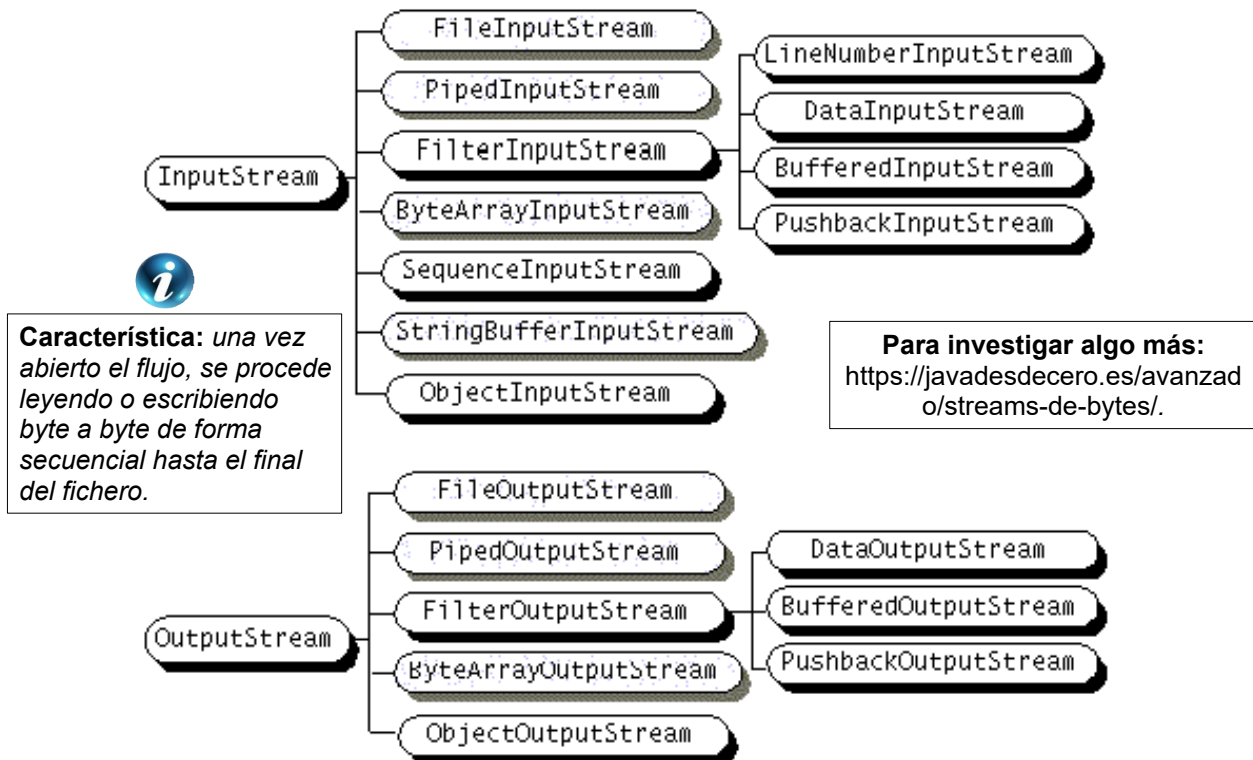 FileInputStream
PipedInputStream
FilterInputStream
ByteArrayInputStream
SequenceInputStream
StringBufferInputStream
ObjectInputStream
InputStream
LineNumberInputStream
DataInputStream
BufferedInputStream
PushbackInputStream
i
Característica: una vez
abierto el flujo, se procede
leyendo o escribiendo
byte a byte de forma
secuencial hasta el final
del fichero.
Para investigar algo más:
https://javadesdecero.es/avanzad
o/streams-de-bytes/.
FileOutputStream
PipedOutputStream
FilterOutputStream
ByteArrayOutputStream
ObjectOutputStream
OutputStream
DataOutputStream
BufferedOutputStream
PushbackOutputStream